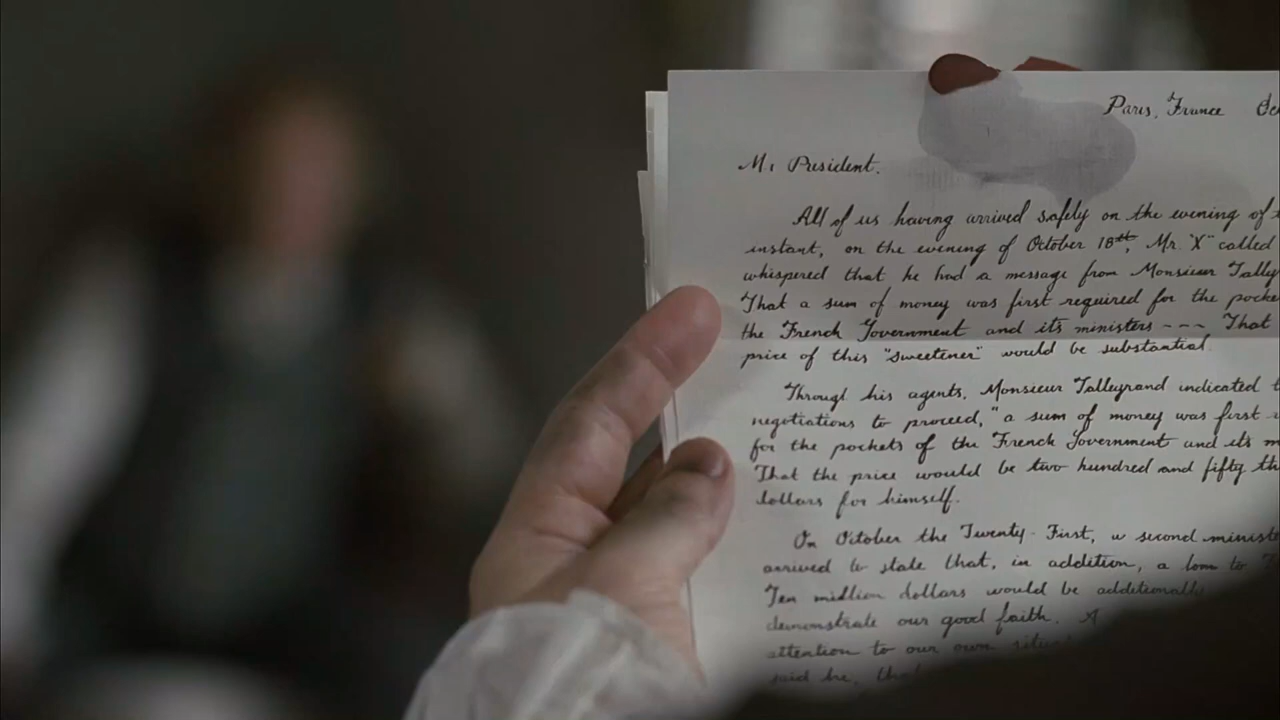 Paris, France
Mr President.
All of us having arrived safely on the evening of
instant, on the evening of October 18th, Mr. "X" called
whispered that he had a message from Monsieur Tally
That a sum of money was first required for the pocke
the French Government and its ministers --- That
price of this "sweetener" would be substantial.
Through his agents, Monsieur Talleyrand indicated
negotiations to proceed, "a sum of money was first
for the pockets of the French Government and its m
That the price would be two hundred and fifty th
dollars for himself.
On October the Twenty-First, a second minist
arrived to state that, in addition, a loan to
Ten million dollars would be additionally
demonstrate our good faith. A
attention to our own
said he, that